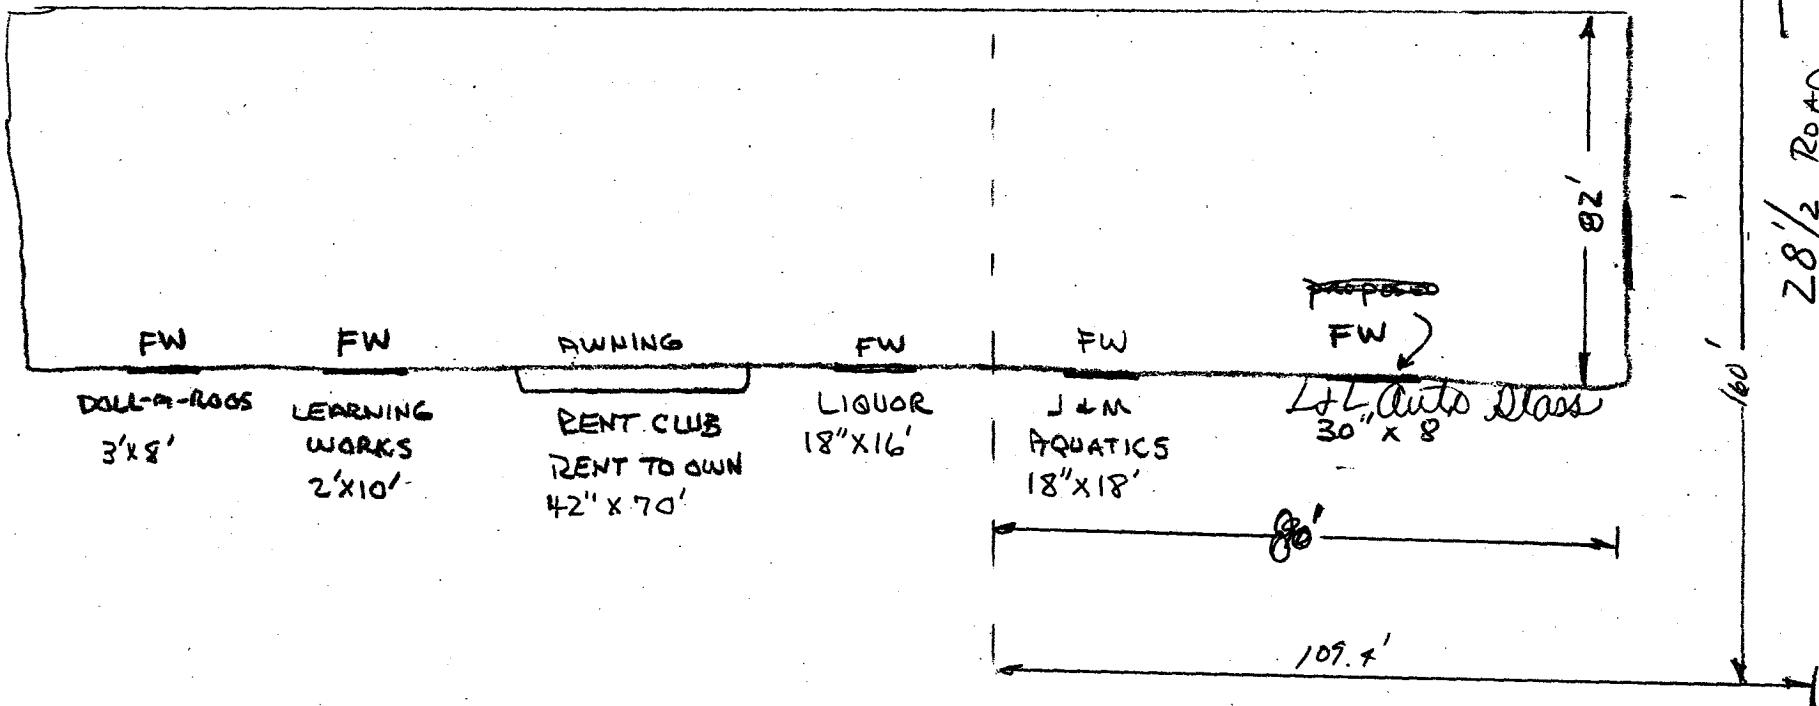 28 1/2 ROAD
82'
160'
proposed
FW
FW
AWNING
FW
FW
FW
DOLL-A-ROOS
3'X8'
LEARNING
WORKS
2'X10'
RENT CLUB
RENT TO OWN
42" X 70'
LIQUOR
18"X16'
J & M
AQUATICS
18"X18'
L&L Auto Glass
30" x 8
80'
109.4'